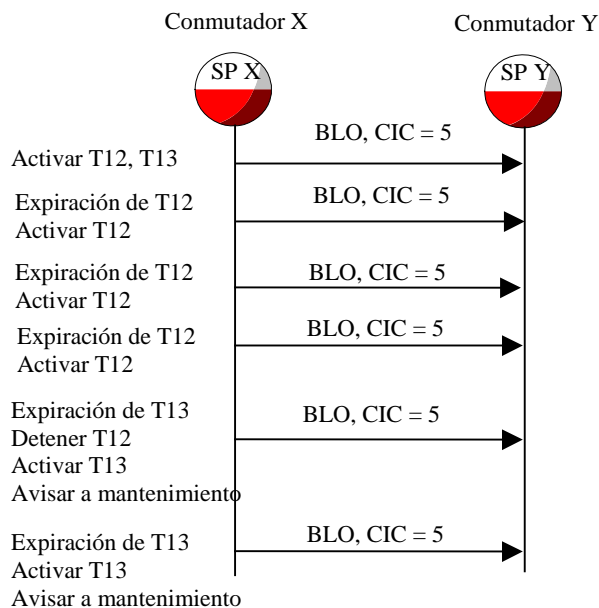 Conmutador X
Conmutador Y
SP X
SP Y
BLO, CIC = 5
Activar T12, T13
BLO, CIC = 5
Expiración de T12
Activar T12
BLO, CIC = 5
Expiración de T12
Activar T12
BLO, CIC = 5
Expiración de T12
Activar T12
BLO, CIC = 5
Expiración de T13
Detener T12
Activar T13
Avisar a mantenimiento
BLO, CIC = 5
Expiración de T13
Activar T13
Avisar a mantenimiento